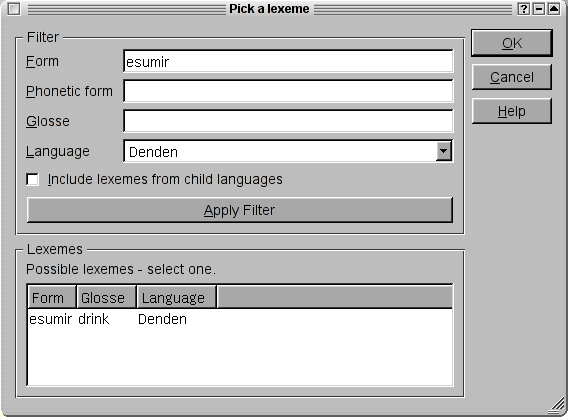 Pick a lexeme
Filter
Form esumir
Phonetic form
Glosse
Language Denden
Include lexemes from child languages
Apply Filter
OK
Cancel
Help
Lexemes
Possible lexemes - select one.
Form Glosse Language
esumir drink Denden